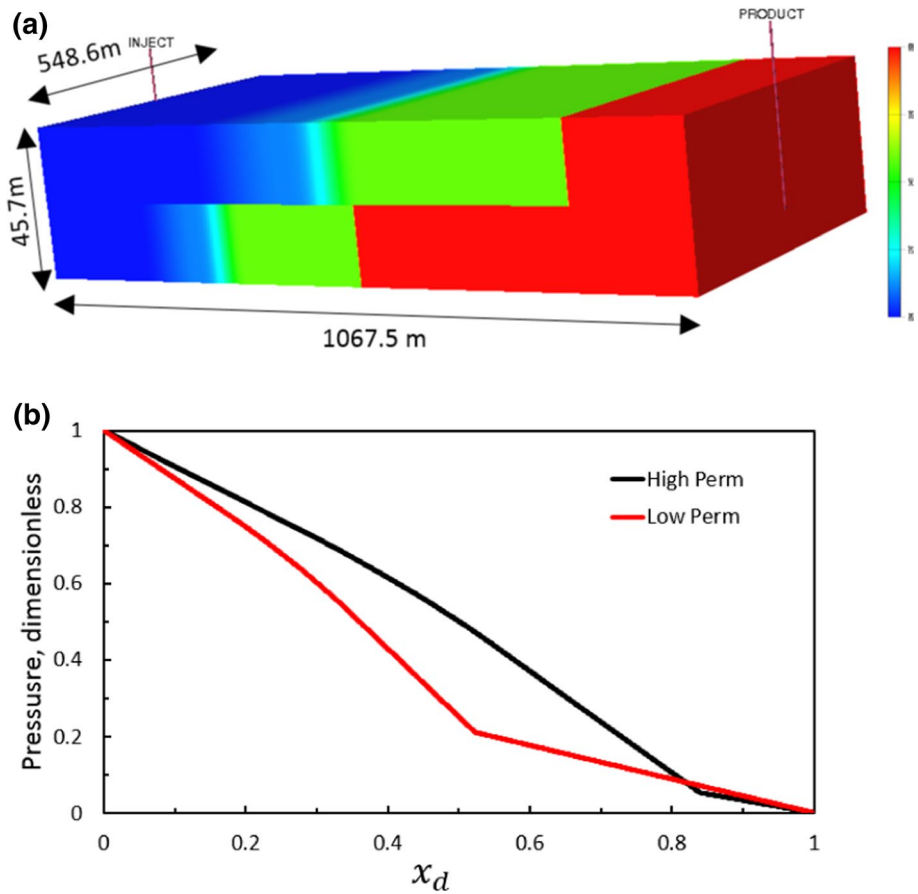 (a)
548.6m
INJECT
PRODUCT
45.7m
1067.5 m
(b)
1
0.8
0.6
0.4
0.2
0
Pressusre, dimensionless
High Perm
Low Perm
0 0.2 0.4 0.6 0.8 1
x_d